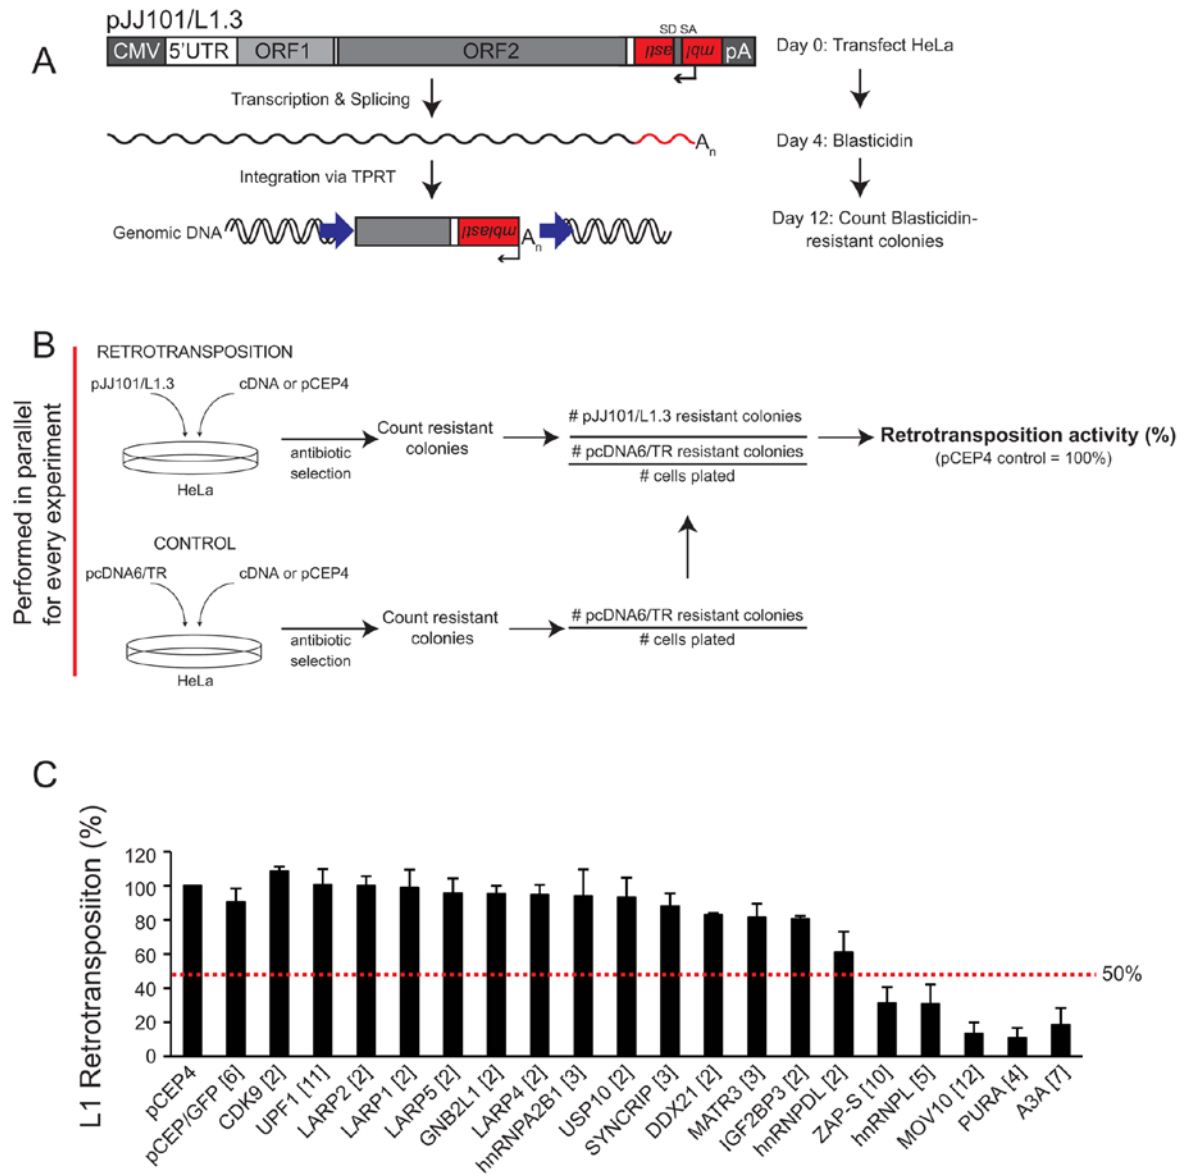 pJJ101/L1.3
A
CMV 5'UTR ORF1 ORF2 SD SA mblasti pA
Day 0: Transfect HeLa
Transcription & Splicing
An
Day 4: Blasticidin
Integration via TPRT
Genomic DNA
mblasti
An
Day 12: Count Blasticidin-
resistant colonies
B
Performed in parallel
for every experiment
RETROTRANSPOSITION
pJJ101/L1.3
cDNA or pCEP4
HeLa
antibiotic
selection
Count resistant
colonies
# pJJ101/L1.3 resistant colonies
# pcDNA6/TR resistant colonies
# cells plated
Retrotransposition activity (%)
(pCEP4 control = 100%)
CONTROL
pcDNA6/TR
cDNA or pCEP4
HeLa
antibiotic
selection
Count resistant
colonies
# pcDNA6/TR resistant colonies
# cells plated
C
L1 Retrotransposiiton (%)
120
100
80
60
40
20
0
50%
pCEP4
pCEP/GFP [6]
CDK9 [2]
UPF1 [11]
LARP2 [2]
LARP1 [2]
LARP5 [2]
GNB2L1 [2]
LARP4 [2]
hnRNPA2B1 [3]
USP10 [2]
SYNCRIP [3]
DDX21 [2]
MATR3 [3]
IGF2BP3 [2]
hnRNPDL [2]
ZAP-S [10]
hnRNPL [5]
MOV10 [12]
PURA [4]
A3A [7]